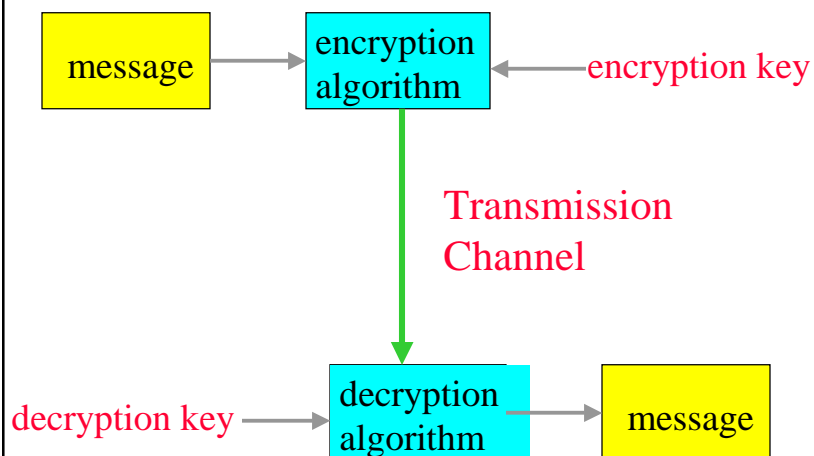 message
encryption
algorithm
encryption key
Transmission
Channel
decryption key
decryption
algorithm
message